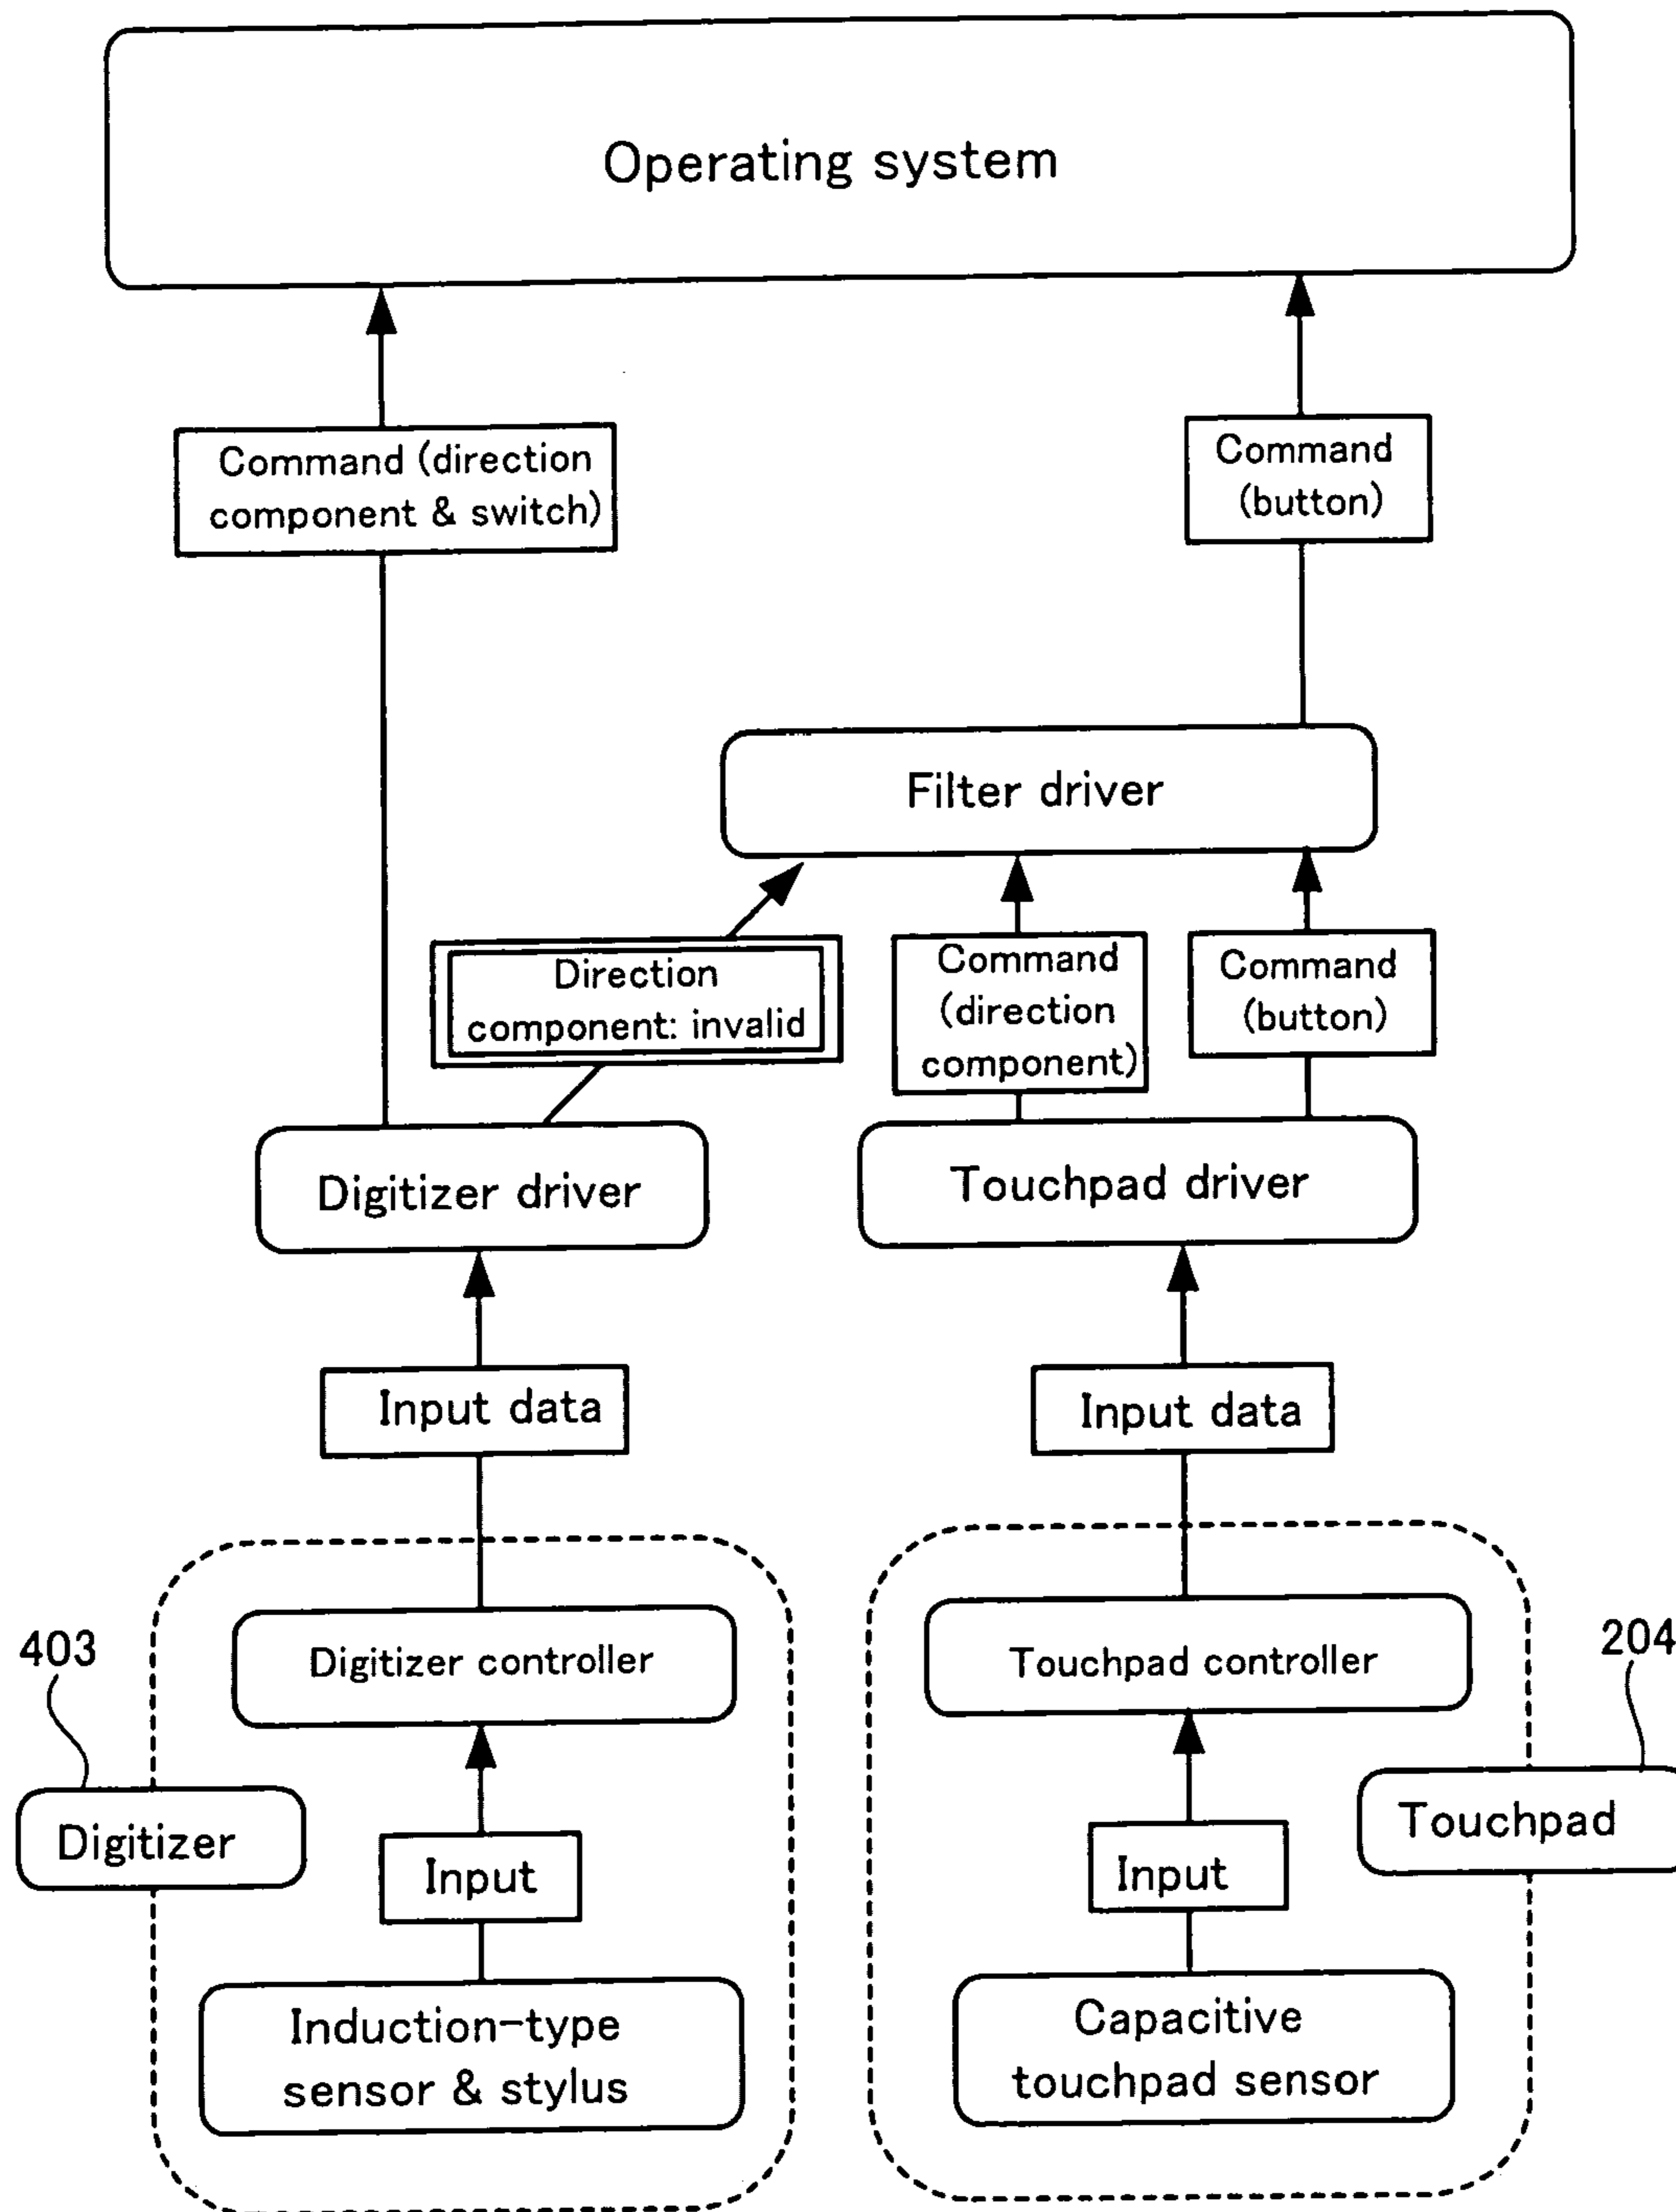 Operating system
Command (direction
component & switch)
Command
(button)
Filter driver
Direction
component: invalid
Command
(direction
component)
Command
(button)
Digitizer driver
Touchpad driver
Input data
Input data
403
Digitizer controller
Touchpad controller
204
Digitizer
Input
Input
Touchpad
Induction-type
sensor & stylus
Capacitive
touchpad sensor